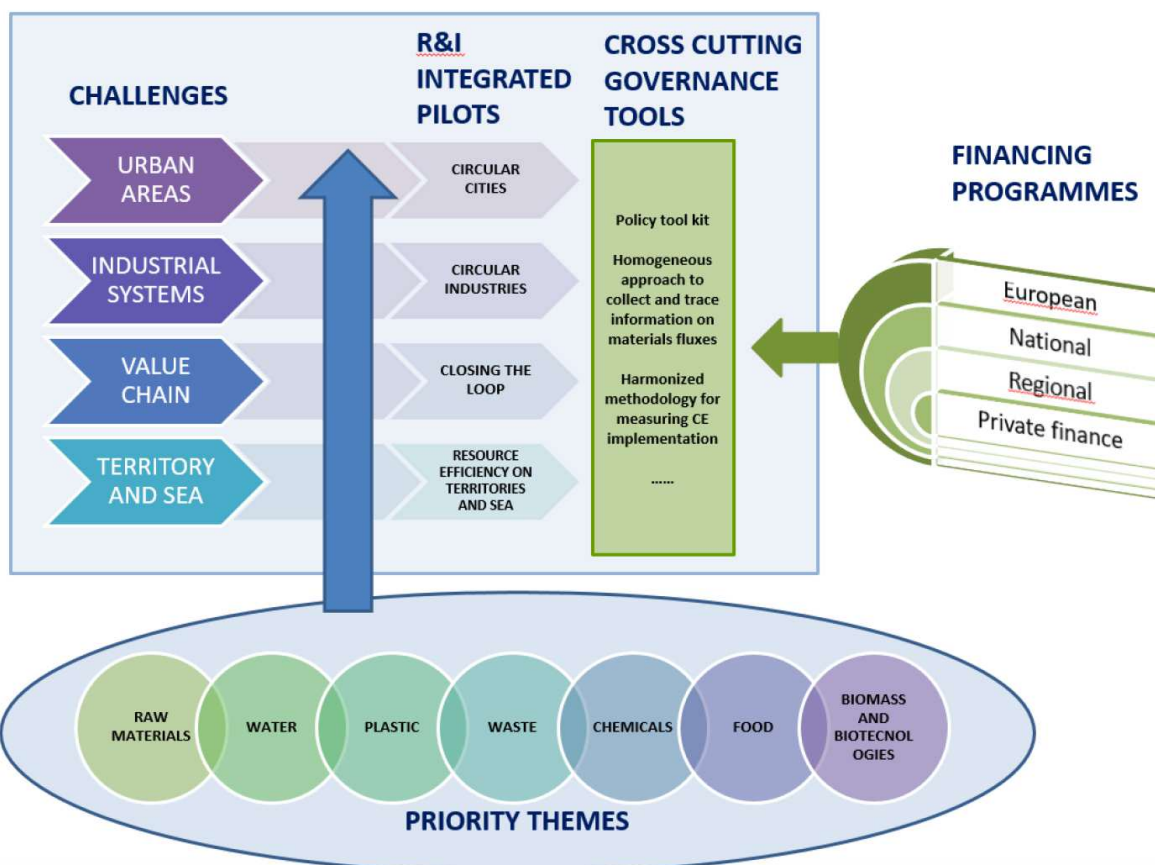 CHALLENGES
R&I
INTEGRATED
PILOTS
CROSS CUTTING
GOVERNANCE
TOOLS
URBAN
AREAS
CIRCULAR
CITIES
INDUSTRIAL
SYSTEMS
CIRCULAR
INDUSTRIES
VALUE
CHAIN
CLOSING THE
LOOP
TERRITORY
AND SEA
RESOURCE
EFFICIENCY ON
TERRITORIES
AND SEA
Policy tool kit
Homogeneous
approach to
collect and trace
information on
materials fluxes
Harmonized
methodology for
measuring CE
implementation
......
FINANCING
PROGRAMMES
European
National
Regional
Private finance
RAW
MATERIALS
WATER
PLASTIC
WASTE
CHEMICALS
FOOD
BIOMASS
AND
BIOTECNOL
OGIES
PRIORITY THEMES